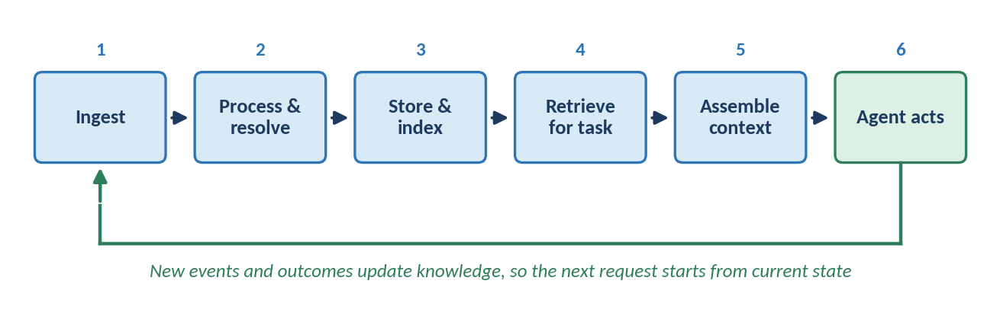 1
2
3
4
5
6
Ingest
Process &
resolve
Store &
index
Retrieve
for task
Assemble
context
Agent acts
New events and outcomes update knowledge, so the next request starts from current state